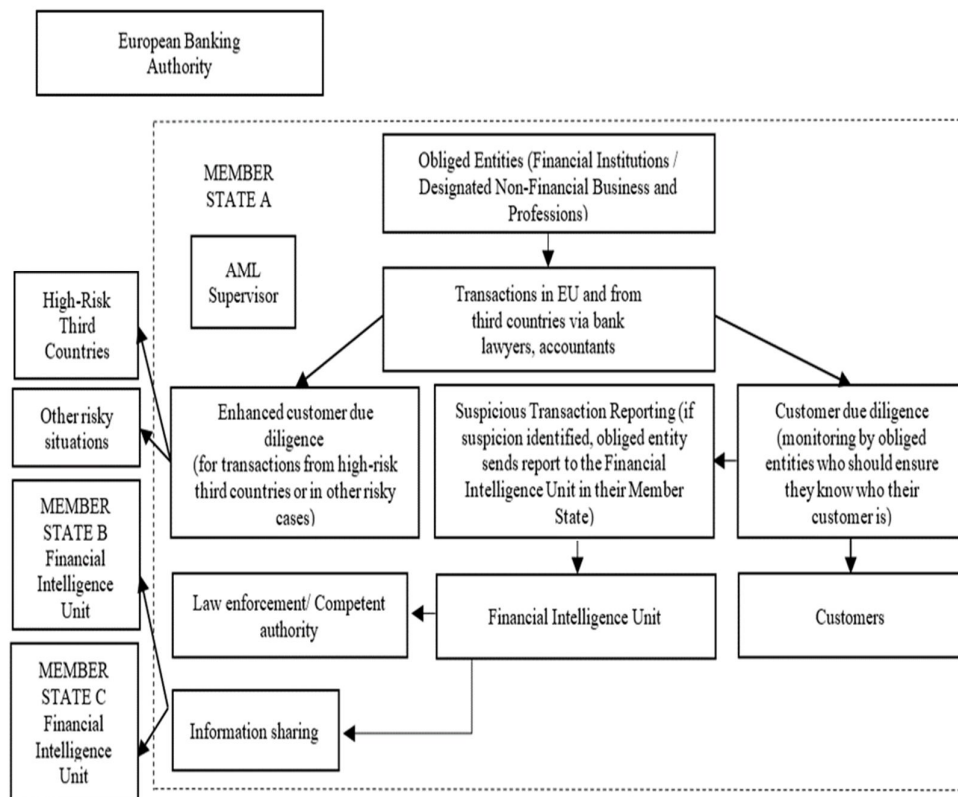 European Banking
Authority
Obliged Entities (Financial Institutions /
Designated Non-Financial Business and
Professions)
MEMBER
STATE A
AML
Supervisor
Transactions in EU and from
third countries via bank
lawyers, accountants
High-Risk
Third
Countries
Other risky
situations
Enhanced customer due
diligence
(for transactions from high-risk
third countries or in other risky
cases)
Suspicious Transaction Reporting (if
suspicion identified, obliged entity
sends report to the Financial
Intelligence Unit in their Member
State)
Customer due diligence
(monitoring by obliged
entities who should ensure
they know who their
customer is)
MEMBER
STATE B
Financial
Intelligence
Unit
Law enforcement/ Competent
authority
Financial Intelligence Unit
Customers
MEMBER
STATE C
Financial
Intelligence
Unit
Information sharing